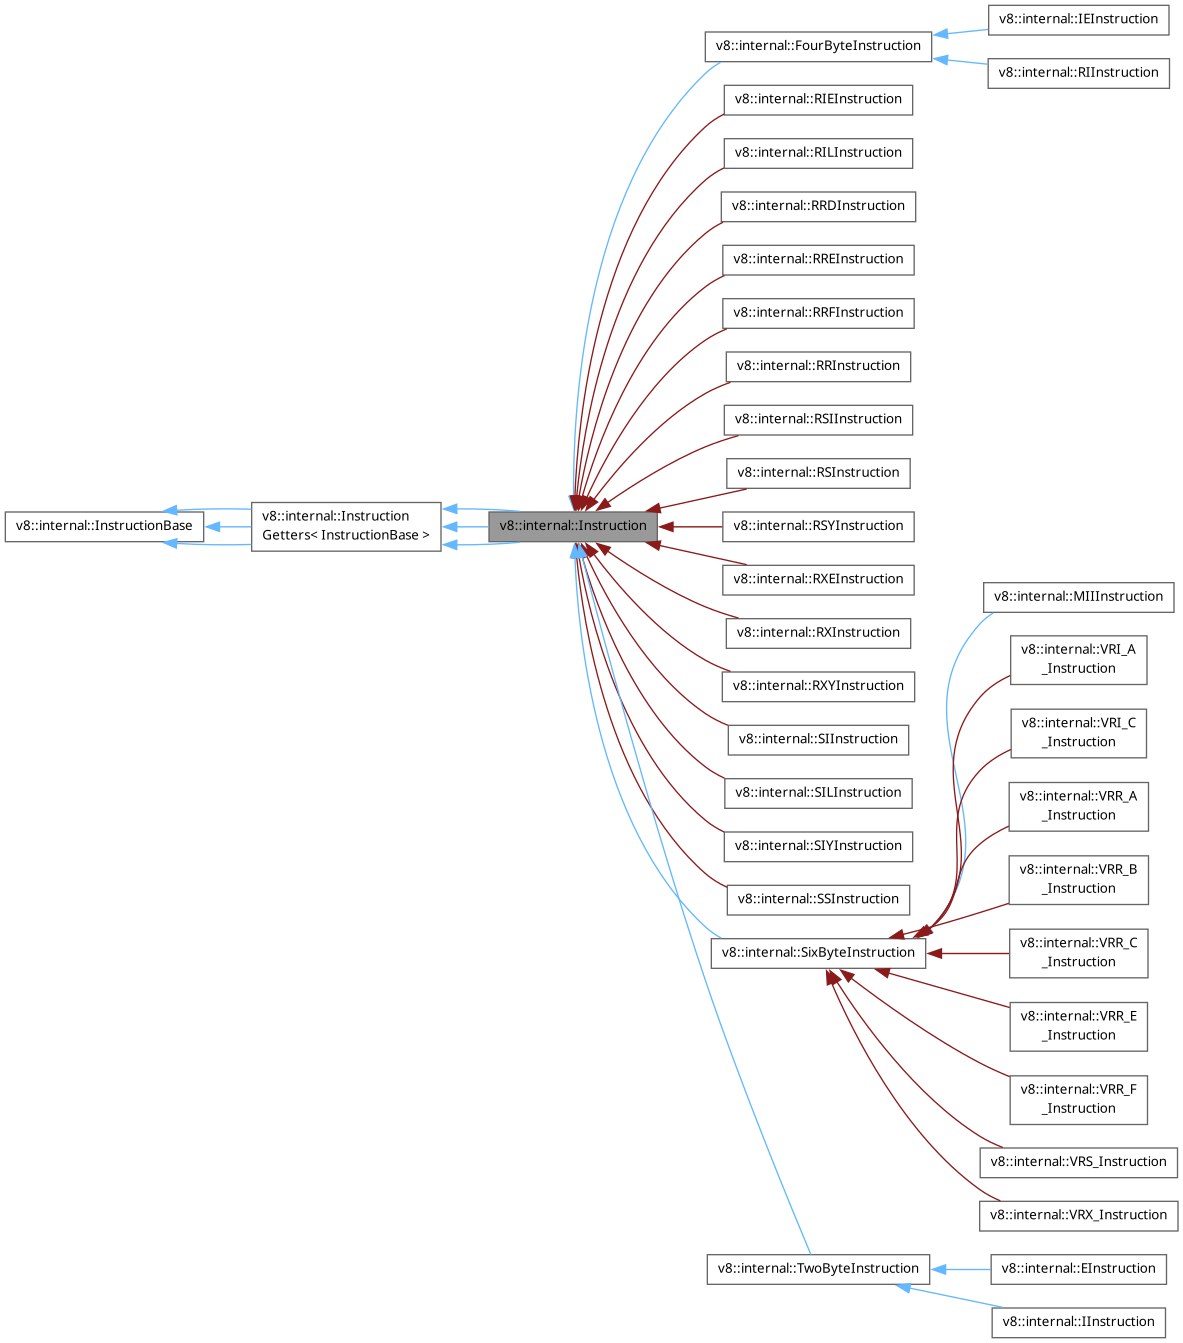 v8::internal::IEInstruction
v8::internal::FourByteInstruction
v8::internal::RIInstruction
v8::internal::RIEInstruction
v8::internal::RILInstruction
v8::internal::RRDInstruction
v8::internal::RREInstruction
v8::internal::RRFInstruction
v8::internal::RRInstruction
v8::internal::RSIInstruction
v8::internal::RSInstruction
v8::internal::InstructionBase
v8::internal::Instruction
Getters< InstructionBase >
v8::internal::Instruction
v8::internal::RSYInstruction
v8::internal::RXEInstruction
v8::internal::RXInstruction
v8::internal::RXYInstruction
v8::internal::SIInstruction
v8::internal::SILInstruction
v8::internal::SIYInstruction
v8::internal::SSInstruction
v8::internal::SixByteInstruction
v8::internal::MIIInstruction
v8::internal::VRI_A
_Instruction
v8::internal::VRI_C
_Instruction
v8::internal::VRR_A
_Instruction
v8::internal::VRR_B
_Instruction
v8::internal::VRR_C
_Instruction
v8::internal::VRR_E
_Instruction
v8::internal::VRR_F
_Instruction
v8::internal::VRS_Instruction
v8::internal::VRX_Instruction
v8::internal::TwoByteInstruction
v8::internal::EInstruction
v8::internal::IInstruction